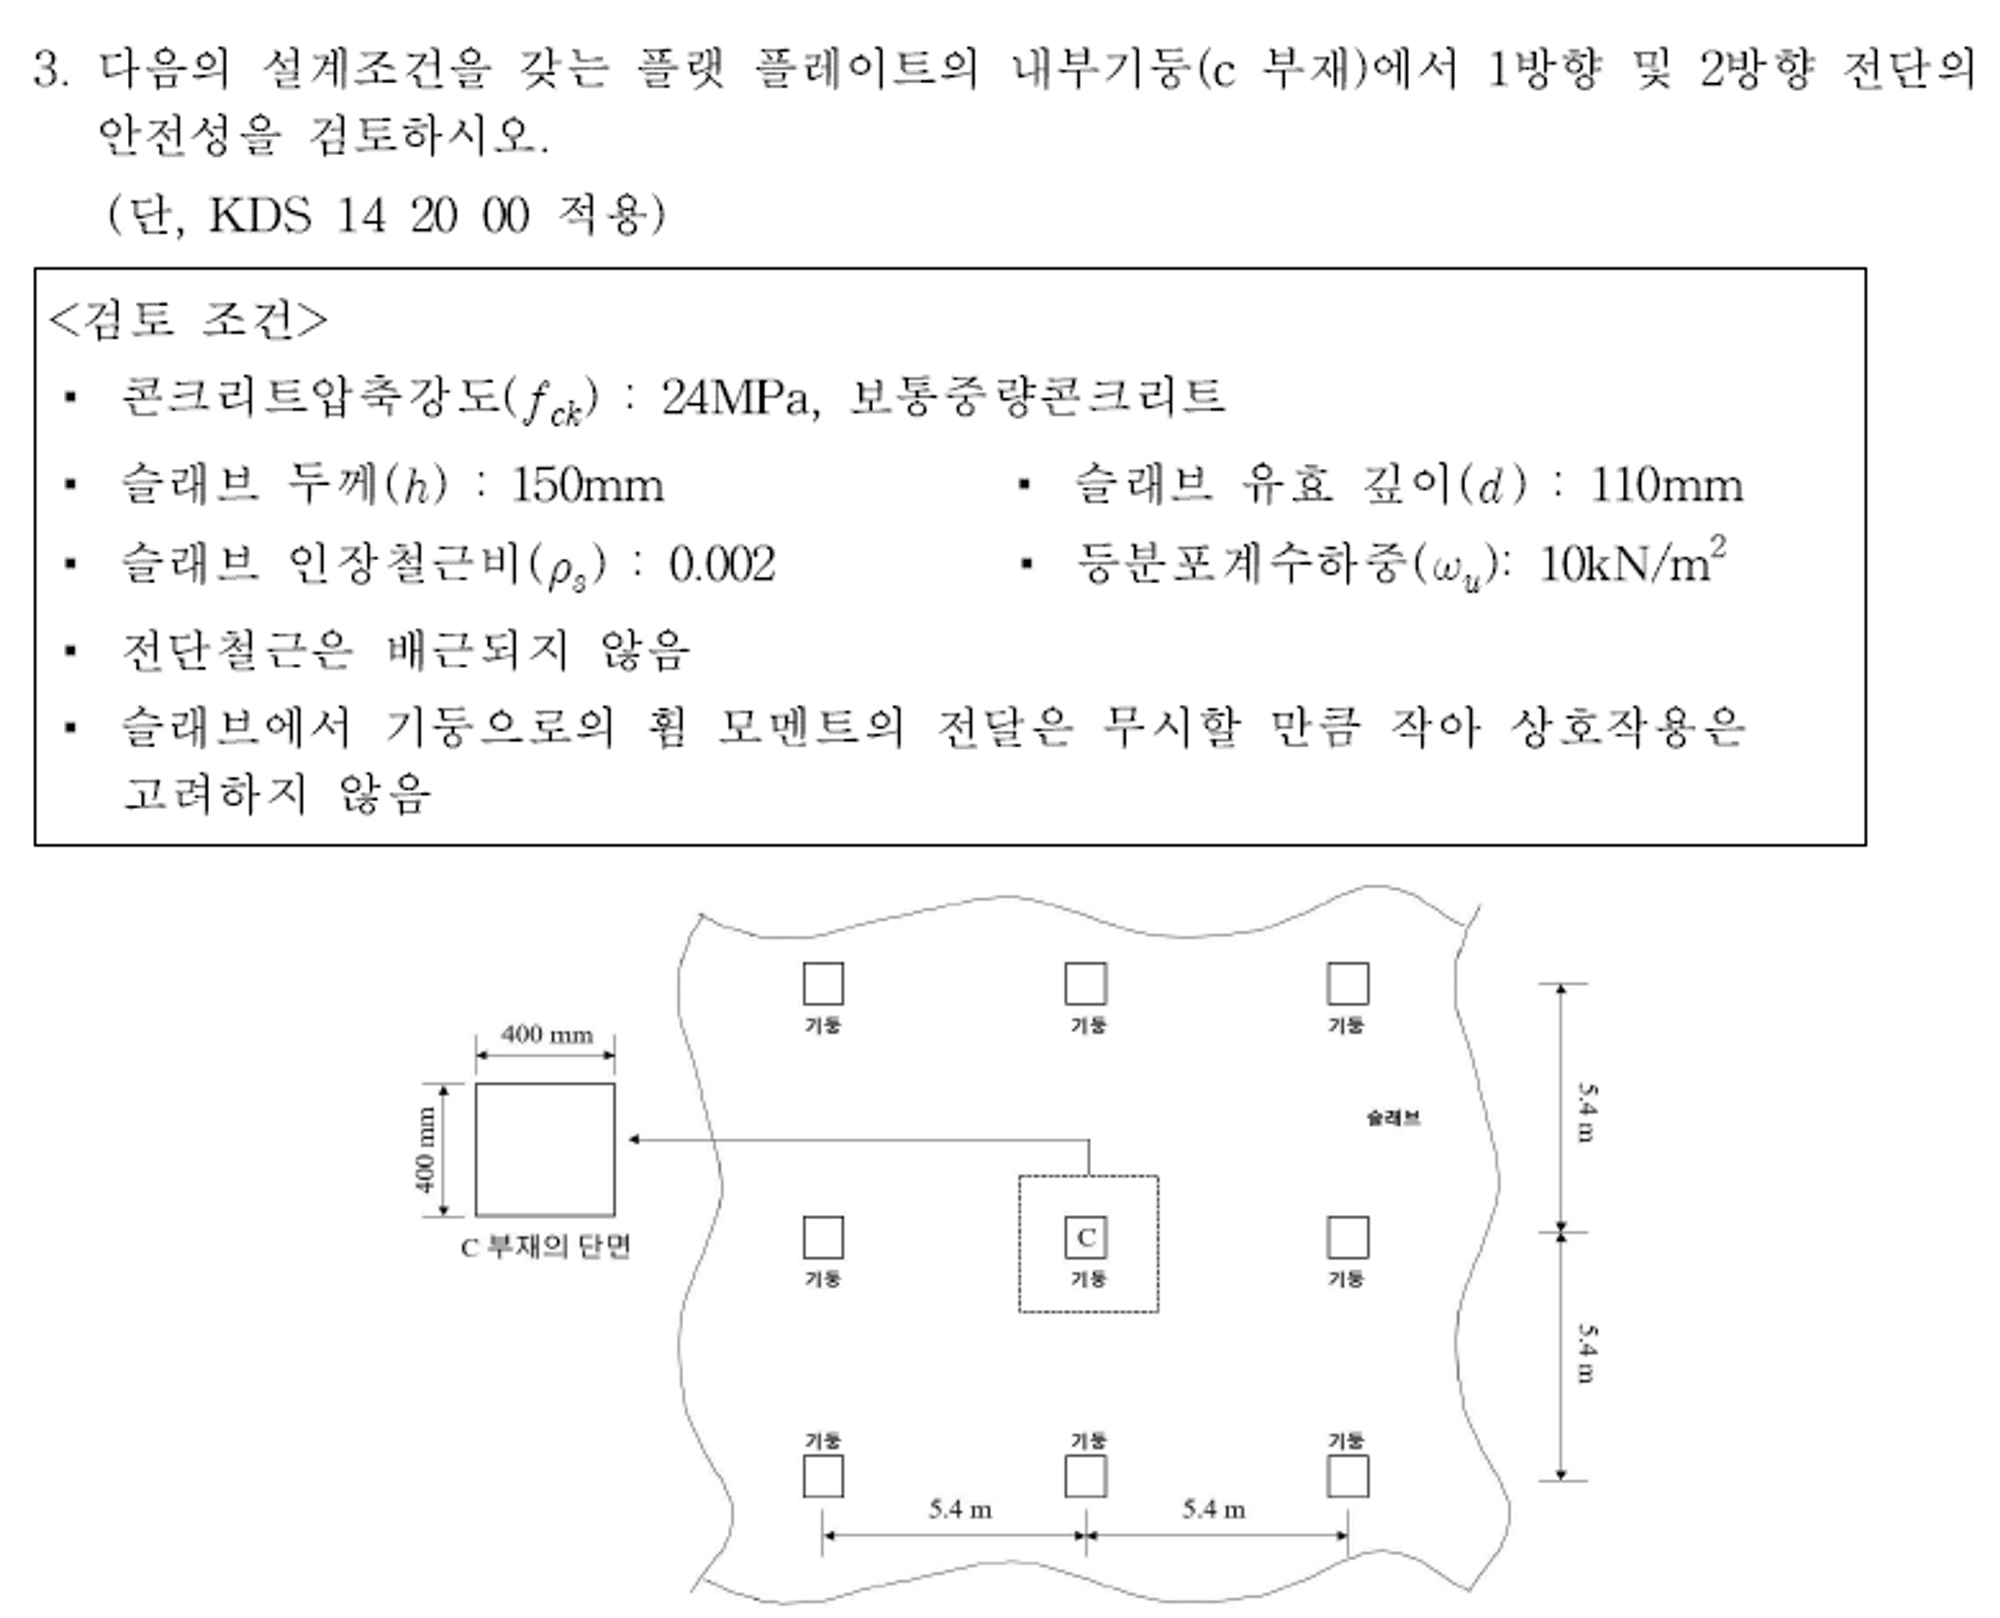 3. 다음의 설계조건을 갖는 플랫 플레이트의 내부기둥(c 부재)에서 1방향 및 2방향 전단의
안전성을 검토하시오.
(단, KDS 14 20 00 적용)
<검토 조건>
▪ 콘크리트압축강도(f_ck) : 24MPa, 보통중량콘크리트
▪ 슬래브 두께(h) : 150mm ▪ 슬래브 유효 깊이(d) : 110mm
▪ 슬래브 인장철근비(ρ_s) : 0.002 ▪ 등분포계수하중(ω_u): 10kN/m²
▪ 전단철근은 배근되지 않음
▪ 슬래브에서 기둥으로의 휨 모멘트의 전달은 무시할 만큼 작아 상호작용은
고려하지 않음
기둥 기둥 기둥
400 mm
400 mm
C 부재의 단면
슬래브
5.4 m
C
기둥 기둥 기둥
5.4 m
기둥 기둥 기둥
5.4 m 5.4 m